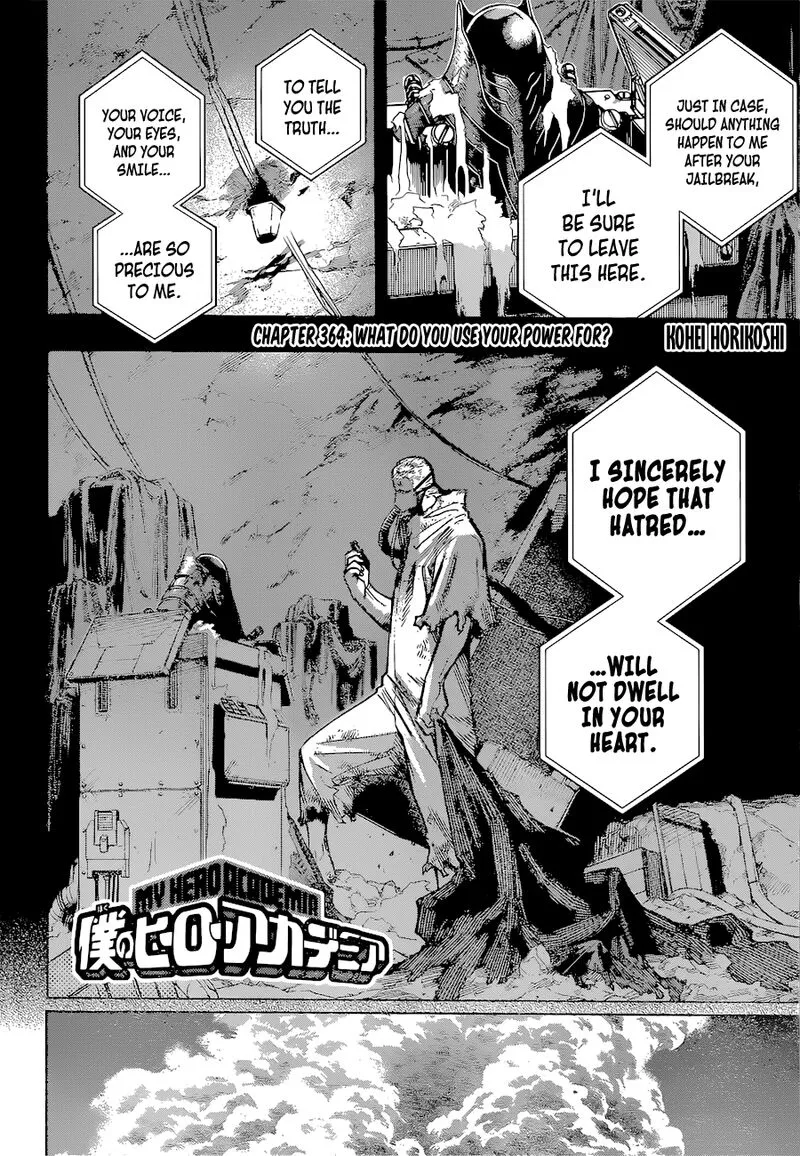 JUST IN CASE,
SHOULD ANYTHING
HAPPEN TO ME
AFTER YOUR
JAILBREAK,
I'LL
BE SURE
TO LEAVE
THIS HERE.
TO TELL
YOU THE
TRUTH...
YOUR VOICE,
YOUR EYES,
AND YOUR
SMILE...
...ARE SO
PRECIOUS
TO ME.
CHAPTER 364: WHAT DO YOU USE YOUR POWER FOR?
KOHEI HORIKOSHI
I SINCERELY
HOPE THAT
HATRED...
...WILL
NOT DWELL
IN YOUR
HEART.
MY HERO ACADEMIA
僕のヒーローアカデミア